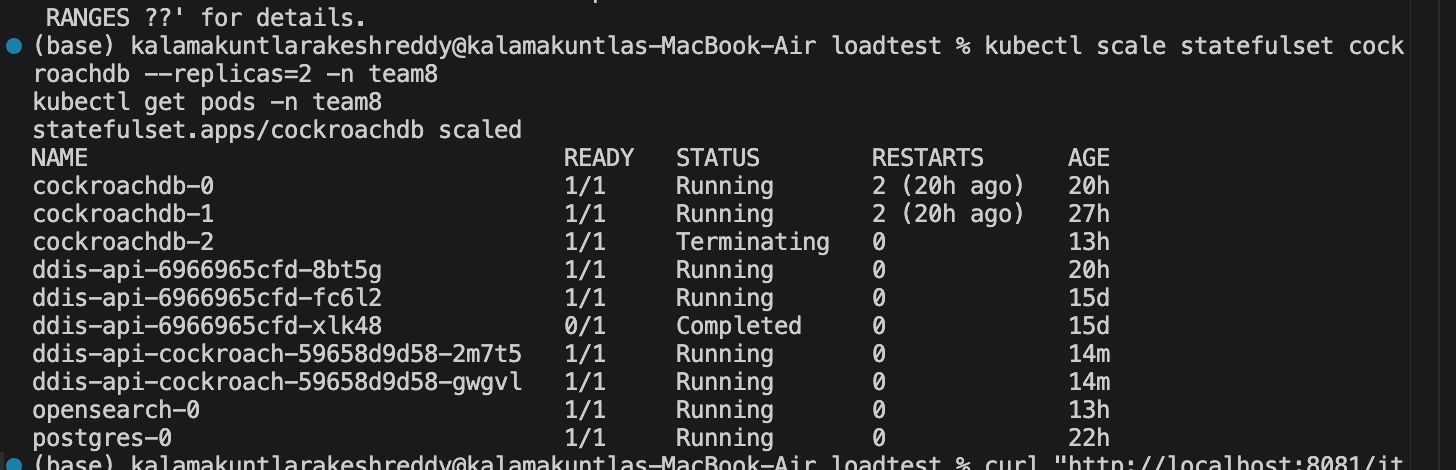 RANGES ??' for details.
(base) kalamakuntlarakeshreddy@kalamakuntlas-MacBook-Air loadtest % kubectl scale statefulset cock
roachdb --replicas=2 -n team8
kubectl get pods -n team8
statefulset.apps/cockroachdb scaled
NAME READY STATUS RESTARTS AGE
cockroachdb-0 1/1 Running 2 (20h ago) 20h
cockroachdb-1 1/1 Running 2 (20h ago) 27h
cockroachdb-2 1/1 Terminating 0 13h
ddis-api-6966965cfd-8bt5g 1/1 Running 0 20h
ddis-api-6966965cfd-fc6l2 1/1 Running 0 15d
ddis-api-6966965cfd-xlk48 0/1 Completed 0 15d
ddis-api-cockroach-59658d9d58-2m7t5 1/1 Running 0 14m
ddis-api-cockroach-59658d9d58-gwgvl 1/1 Running 0 14m
opensearch-0 1/1 Running 0 13h
postgres-0 1/1 Running 0 22h
(base) kalamakuntlarakeshreddy@kalamakuntlas-MacBook-Air loadtest % curl "http://localhost:8081/it